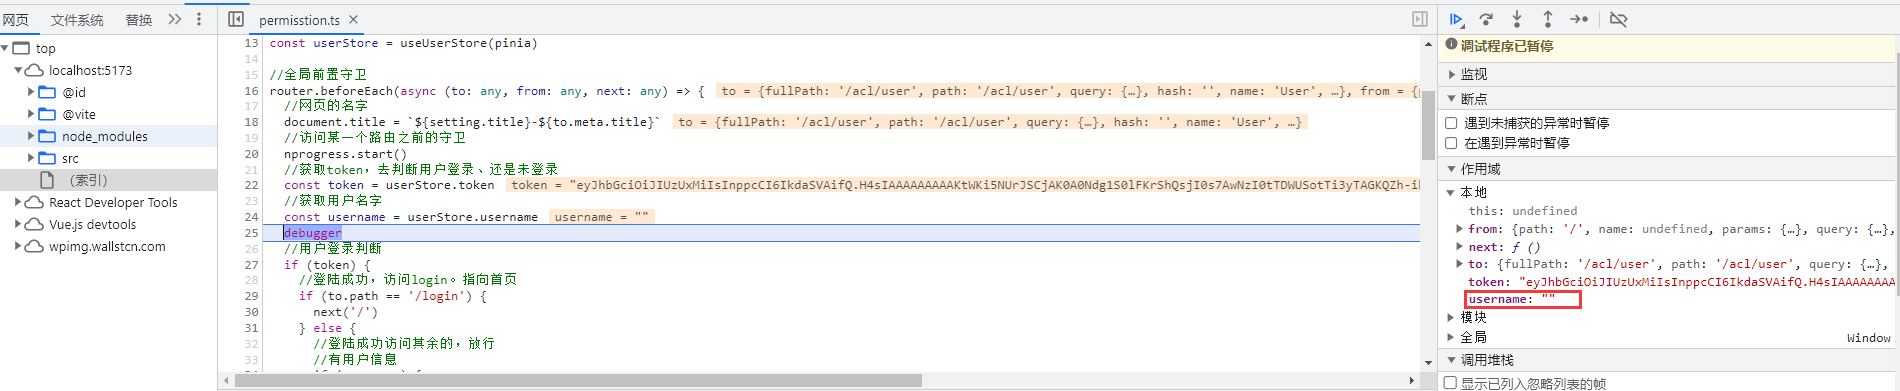 网页 文件系统 替换
top
localhost:5173
@id
@vite
node_modules
src
（索引）
React Developer Tools
Vue.js devtools
wpimg.wallstcn.com
permisstion.ts
13 const userStore = useUserStore(pinia)
14
15 //全局前置守卫
16 router.beforeEach(async (to: any, from: any, next: any) => { to = {fullPath: '/acl/user', path: '/acl/user', query: {…}, hash: '', name: 'User', …}, from = {
17 //网页的名字
18 document.title = `${setting.title}-${to.meta.title}` to = {fullPath: '/acl/user', path: '/acl/user', query: {…}, hash: '', name: 'User', …}
19 //访问某一个路由之前的守卫
20 nprogress.start()
21 //获取token，去判断用户登录、还是未登录
22 const token = userStore.token
23 //获取用户名字
24 const username = userStore.username username = ""
25 debugger
26 //用户登录判断
27 if (token) {
28 //登陆成功，访问login。指向首页
29 if (to.path == '/login') {
30 next('/')
31 } else {
32 //登陆成功访问其余的，放行
33 //有用户信息
调试程序已暂停
监视
断点
遇到未捕获的异常时暂停
在遇到异常时暂停
作用域
本地
this: undefined
from: {path: '/', name: undefined, params: {…}, query: {…},
next: ƒ ()
to: {fullPath: '/acl/user', path: '/acl/user', query: {…},
token: "eyJhbGciOiJIUzUxMiIsInppcCI6IkdaSVAifQ.H4sIAAAAAAAA
username: ""
模块
全局 Window
调用堆栈
显示已列入忽略列表的帧